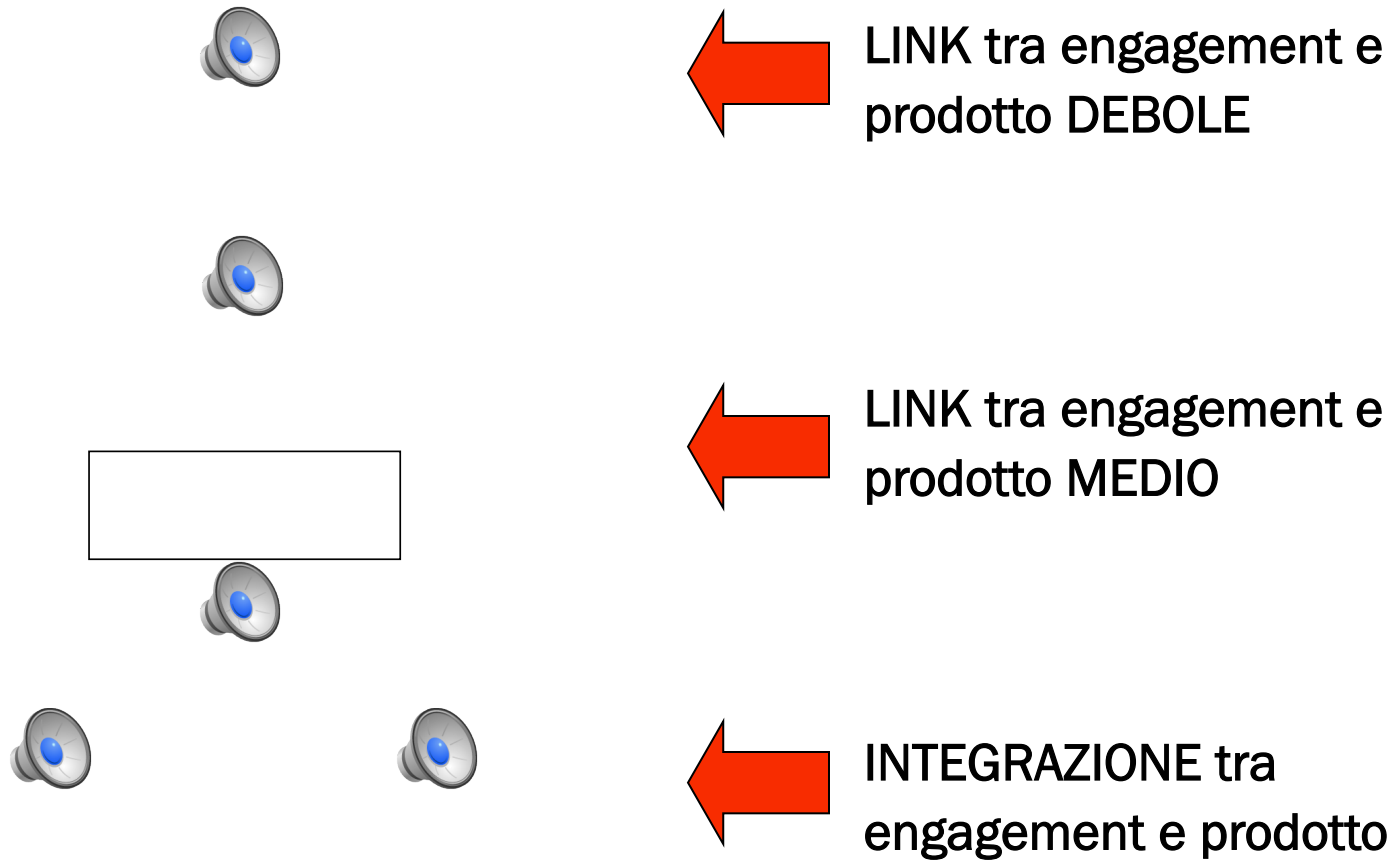 LINK tra engagement e
prodotto DEBOLE
LINK tra engagement e
prodotto MEDIO
INTEGRAZIONE tra
engagement e prodotto